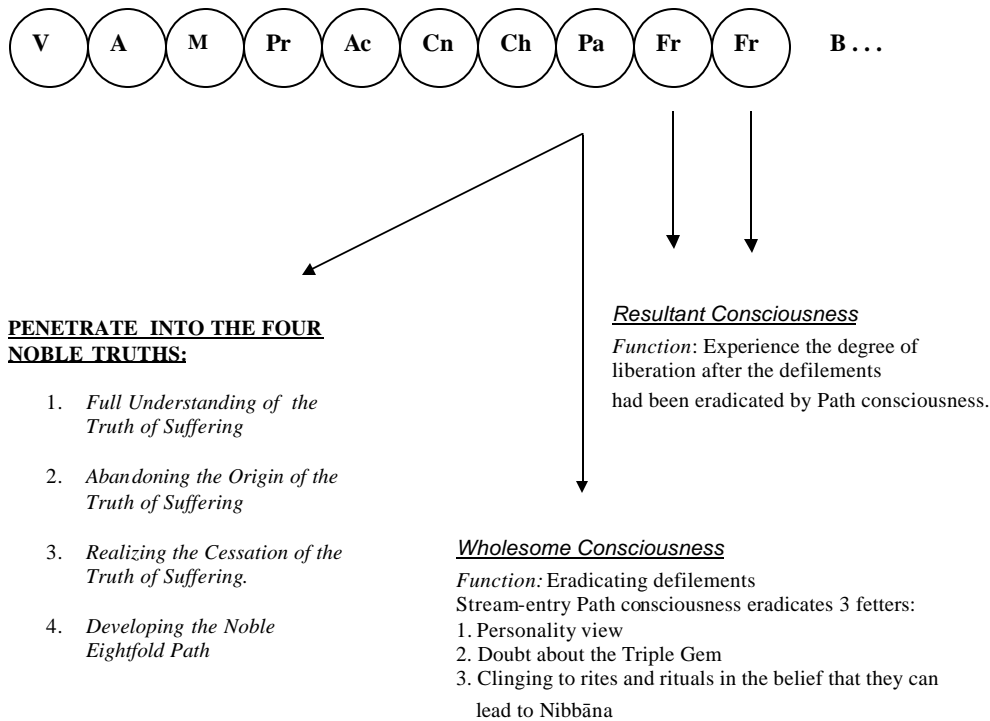 V A M Pr Ac Cn Ch Pa Fr Fr B . . .
PENETRATE INTO THE FOUR
NOBLE TRUTHS:
1. Full Understanding of the
Truth of Suffering
2. Abandoning the Origin of the
Truth of Suffering
3. Realizing the Cessation of the
Truth of Suffering.
4. Developing the Noble
Eightfold Path
Resultant Consciousness
Function: Experience the degree of
liberation after the defilements
had been eradicated by Path consciousness.
Wholesome Consciousness
Function: Eradicating defilements
Stream-entry Path consciousness eradicates 3 fetters:
1. Personality view
2. Doubt about the Triple Gem
3. Clinging to rites and rituals in the belief that they can
lead to Nibbāna